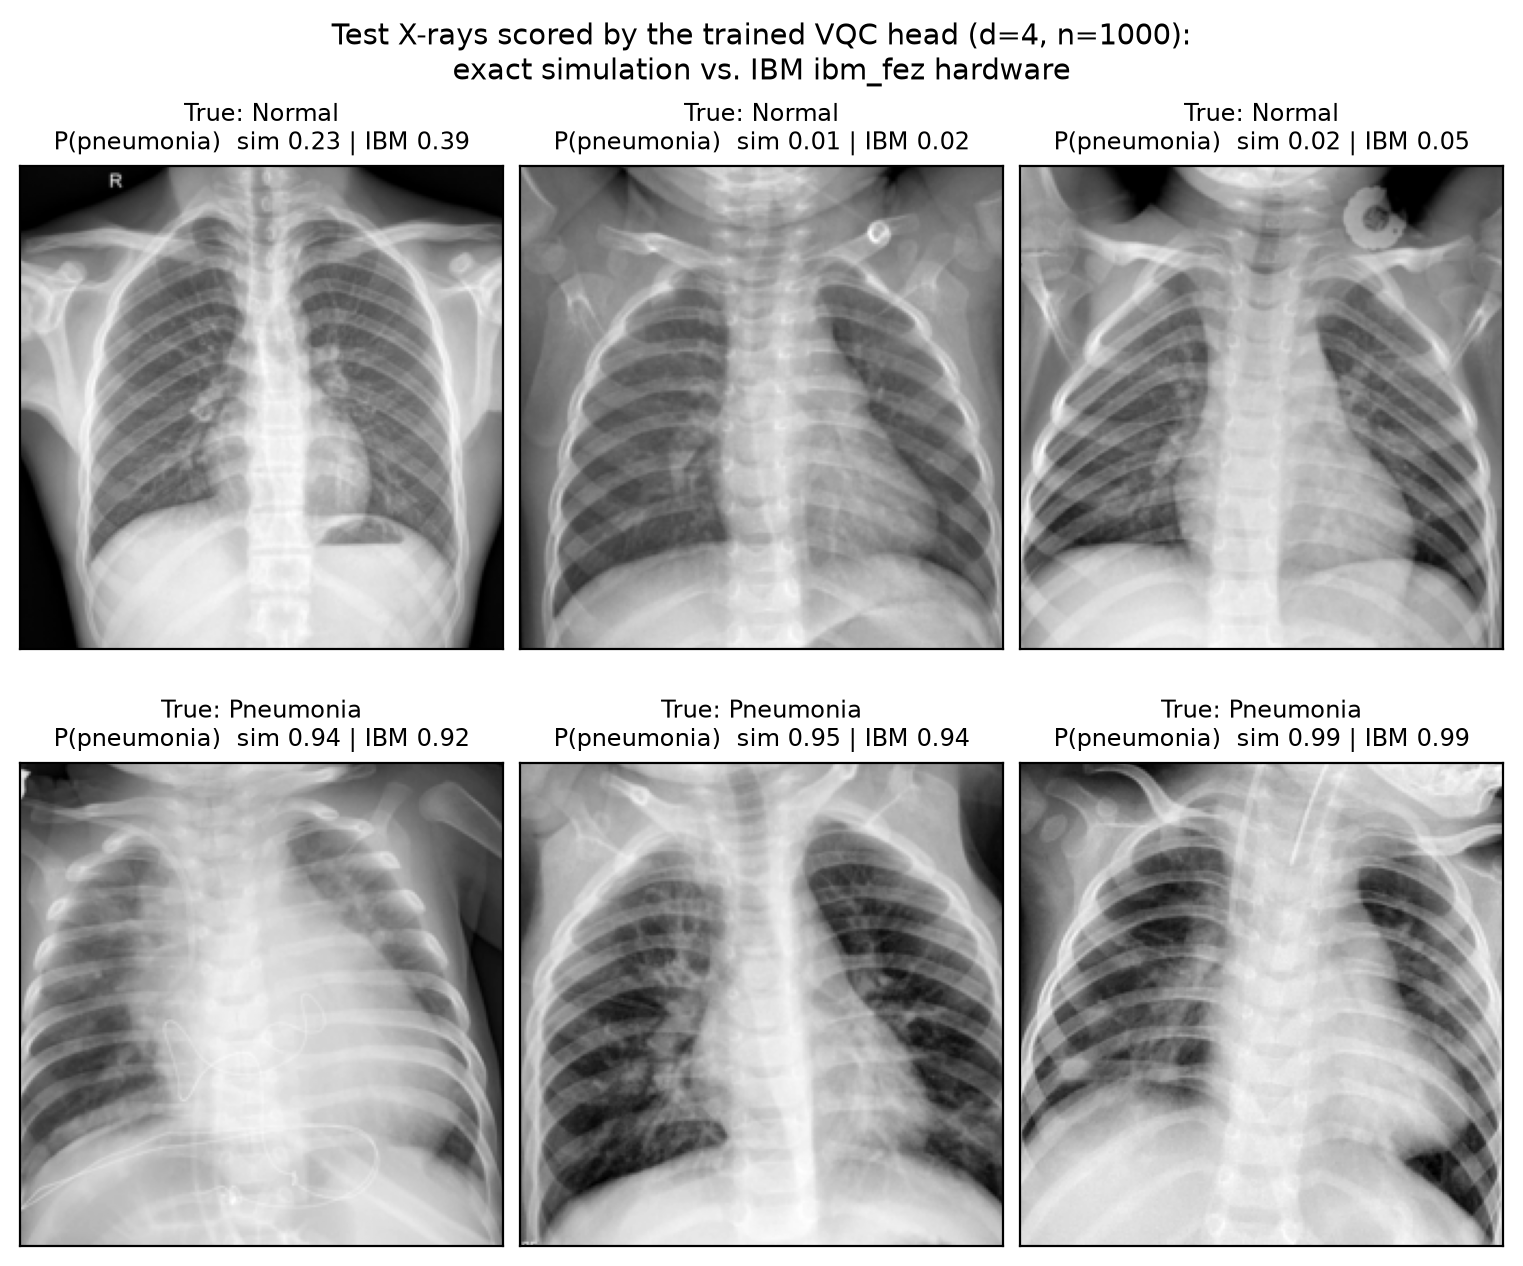 Test X-rays scored by the trained VQC head (d=4, n=1000):
exact simulation vs. IBM ibm_fez hardware
True: Normal
P(pneumonia)  sim 0.23 | IBM 0.39
True: Normal
P(pneumonia)  sim 0.01 | IBM 0.02
True: Normal
P(pneumonia)  sim 0.02 | IBM 0.05
R
True: Pneumonia
P(pneumonia)  sim 0.94 | IBM 0.92
True: Pneumonia
P(pneumonia)  sim 0.95 | IBM 0.94
True: Pneumonia
P(pneumonia)  sim 0.99 | IBM 0.99